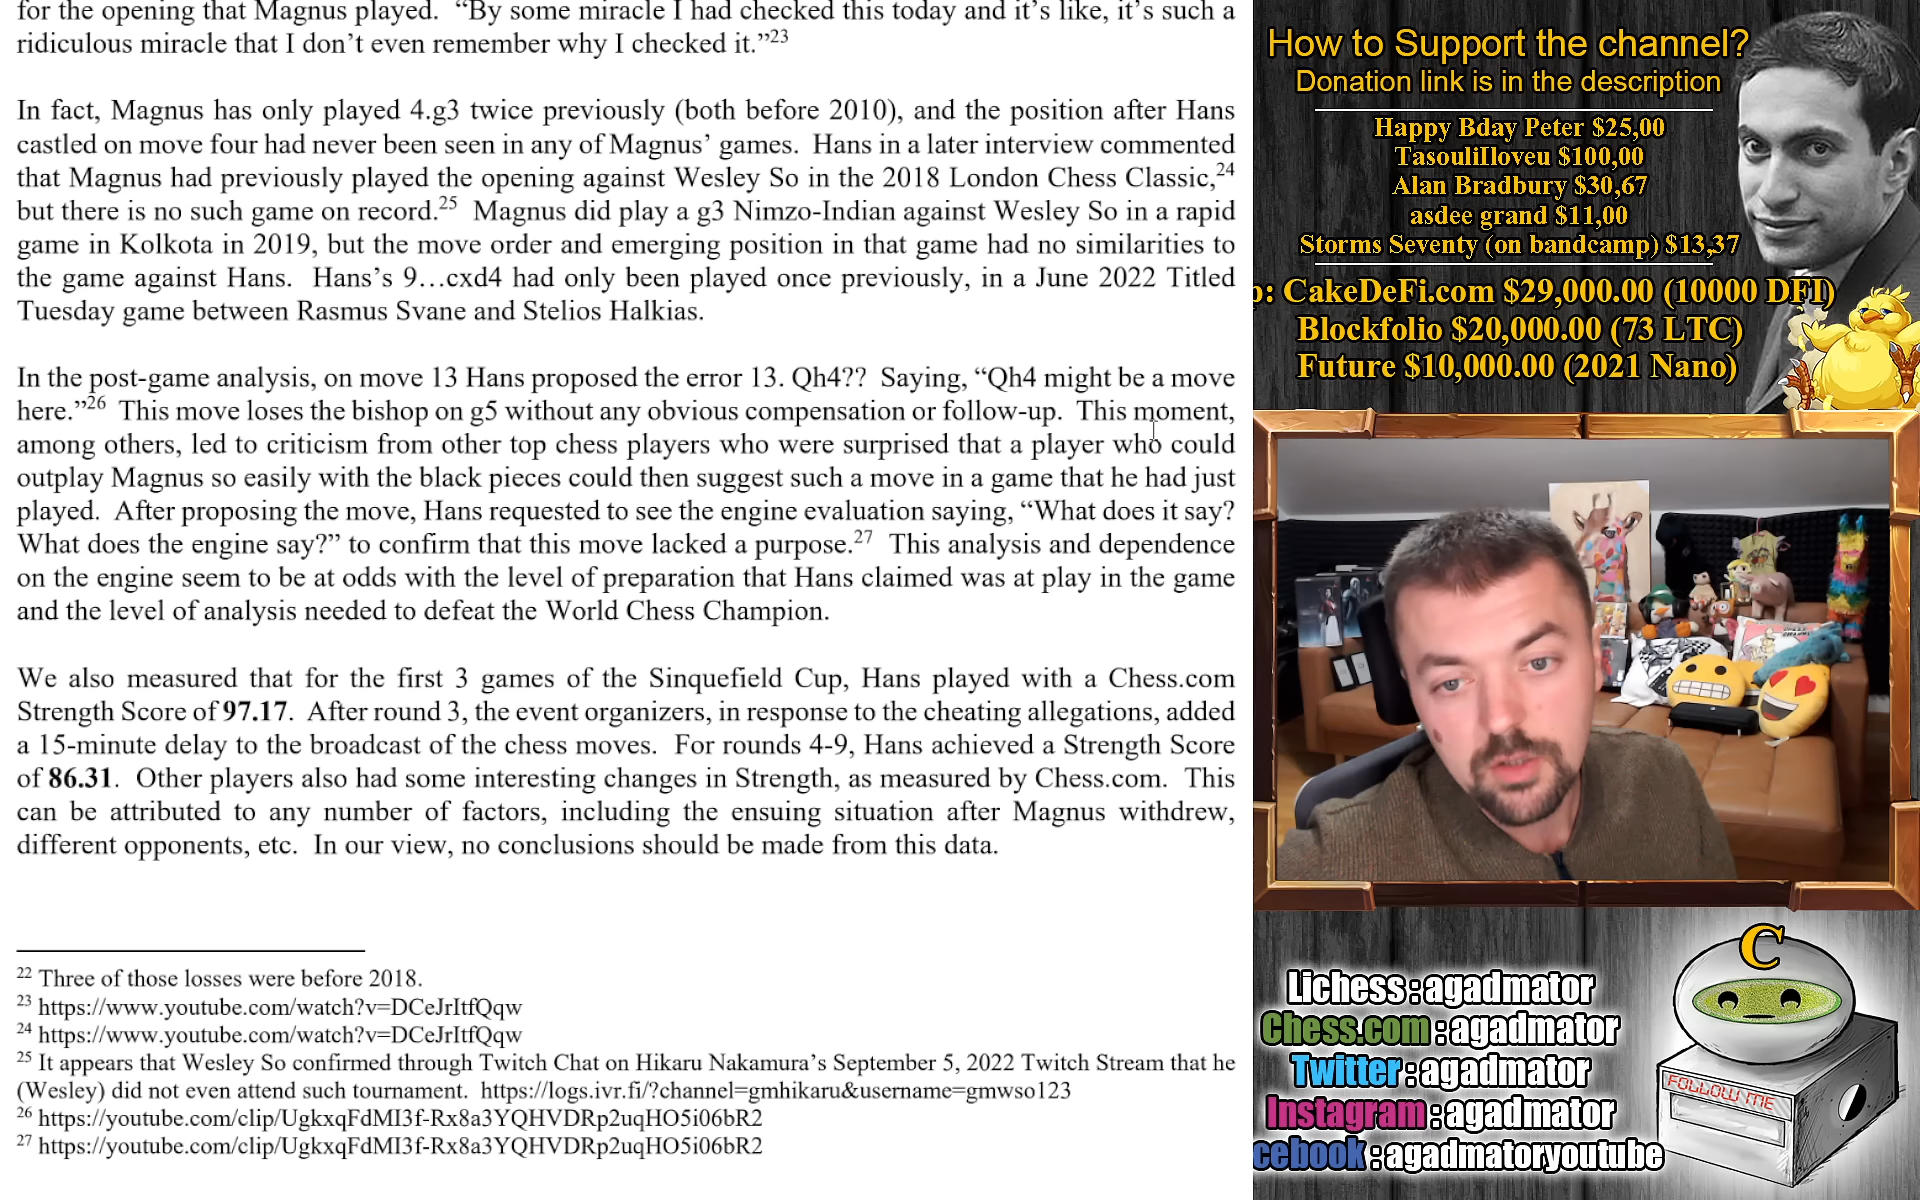 for the opening that Magnus played. “By some miracle I had checked this today and it’s like, it’s such a
ridiculous miracle that I don’t even remember why I checked it.”23
In fact, Magnus has only played 4.g3 twice previously (both before 2010), and the position after Hans
castled on move four had never been seen in any of Magnus’ games. Hans in a later interview commented
that Magnus had previously played the opening against Wesley So in the 2018 London Chess Classic,24
but there is no such game on record.25 Magnus did play a g3 Nimzo-Indian against Wesley So in a rapid
game in Kolkota in 2019, but the move order and emerging position in that game had no similarities to
the game against Hans. Hans’s 9…cxd4 had only been played once previously, in a June 2022 Titled
Tuesday game between Rasmus Svane and Stelios Halkias.
In the post-game analysis, on move 13 Hans proposed the error 13. Qh4?? Saying, “Qh4 might be a move
here.”26 This move loses the bishop on g5 without any obvious compensation or follow-up. This moment,
among others, led to criticism from other top chess players who were surprised that a player who could
outplay Magnus so easily with the black pieces could then suggest such a move in a game that he had just
played. After proposing the move, Hans requested to see the engine evaluation saying, “What does it say?
What does the engine say?” to confirm that this move lacked a purpose.27 This analysis and dependence
on the engine seem to be at odds with the level of preparation that Hans claimed was at play in the game
and the level of analysis needed to defeat the World Chess Champion.
We also measured that for the first 3 games of the Sinquefield Cup, Hans played with a Chess.com
Strength Score of 97.17. After round 3, the event organizers, in response to the cheating allegations, added
a 15-minute delay to the broadcast of the chess moves. For rounds 4-9, Hans achieved a Strength Score
of 86.31. Other players also had some interesting changes in Strength, as measured by Chess.com. This
can be attributed to any number of factors, including the ensuing situation after Magnus withdrew,
different opponents, etc. In our view, no conclusions should be made from this data.
22 Three of those losses were before 2018.
23 https://www.youtube.com/watch?v=DCeJrItfQqw
24 https://www.youtube.com/watch?v=DCeJrItfQqw
25 It appears that Wesley So confirmed through Twitch Chat on Hikaru Nakamura’s September 5, 2022 Twitch Stream that he
(Wesley) did not even attend such tournament. https://logs.ivr.fi/?channel=gmhikaru&username=gmwso123
26 https://youtube.com/clip/UgkxqFdMI3f-Rx8a3YQHVDRp2uqHO5i06bR2
27 https://youtube.com/clip/UgkxqFdMI3f-Rx8a3YQHVDRp2uqHO5i06bR2
How to Support the channel?
Donation link is in the description
Happy Bday Peter $25,00
TasouliIloveu $100,00
Alan Bradbury $30,67
asdee grand $11,00
Storms Seventy (on bandcamp) $13,37
p: CakeDeFi.com $29,000.00 (10000 DFI)
Blockfolio $20,000.00 (73 LTC)
Future $10,000.00 (2021 Nano)
Lichess:agadmator
Chess.com:agadmator
Twitter:agadmator
Instagram:agadmator
cebook:agadmatoryoutube
C
FOLLOW ME